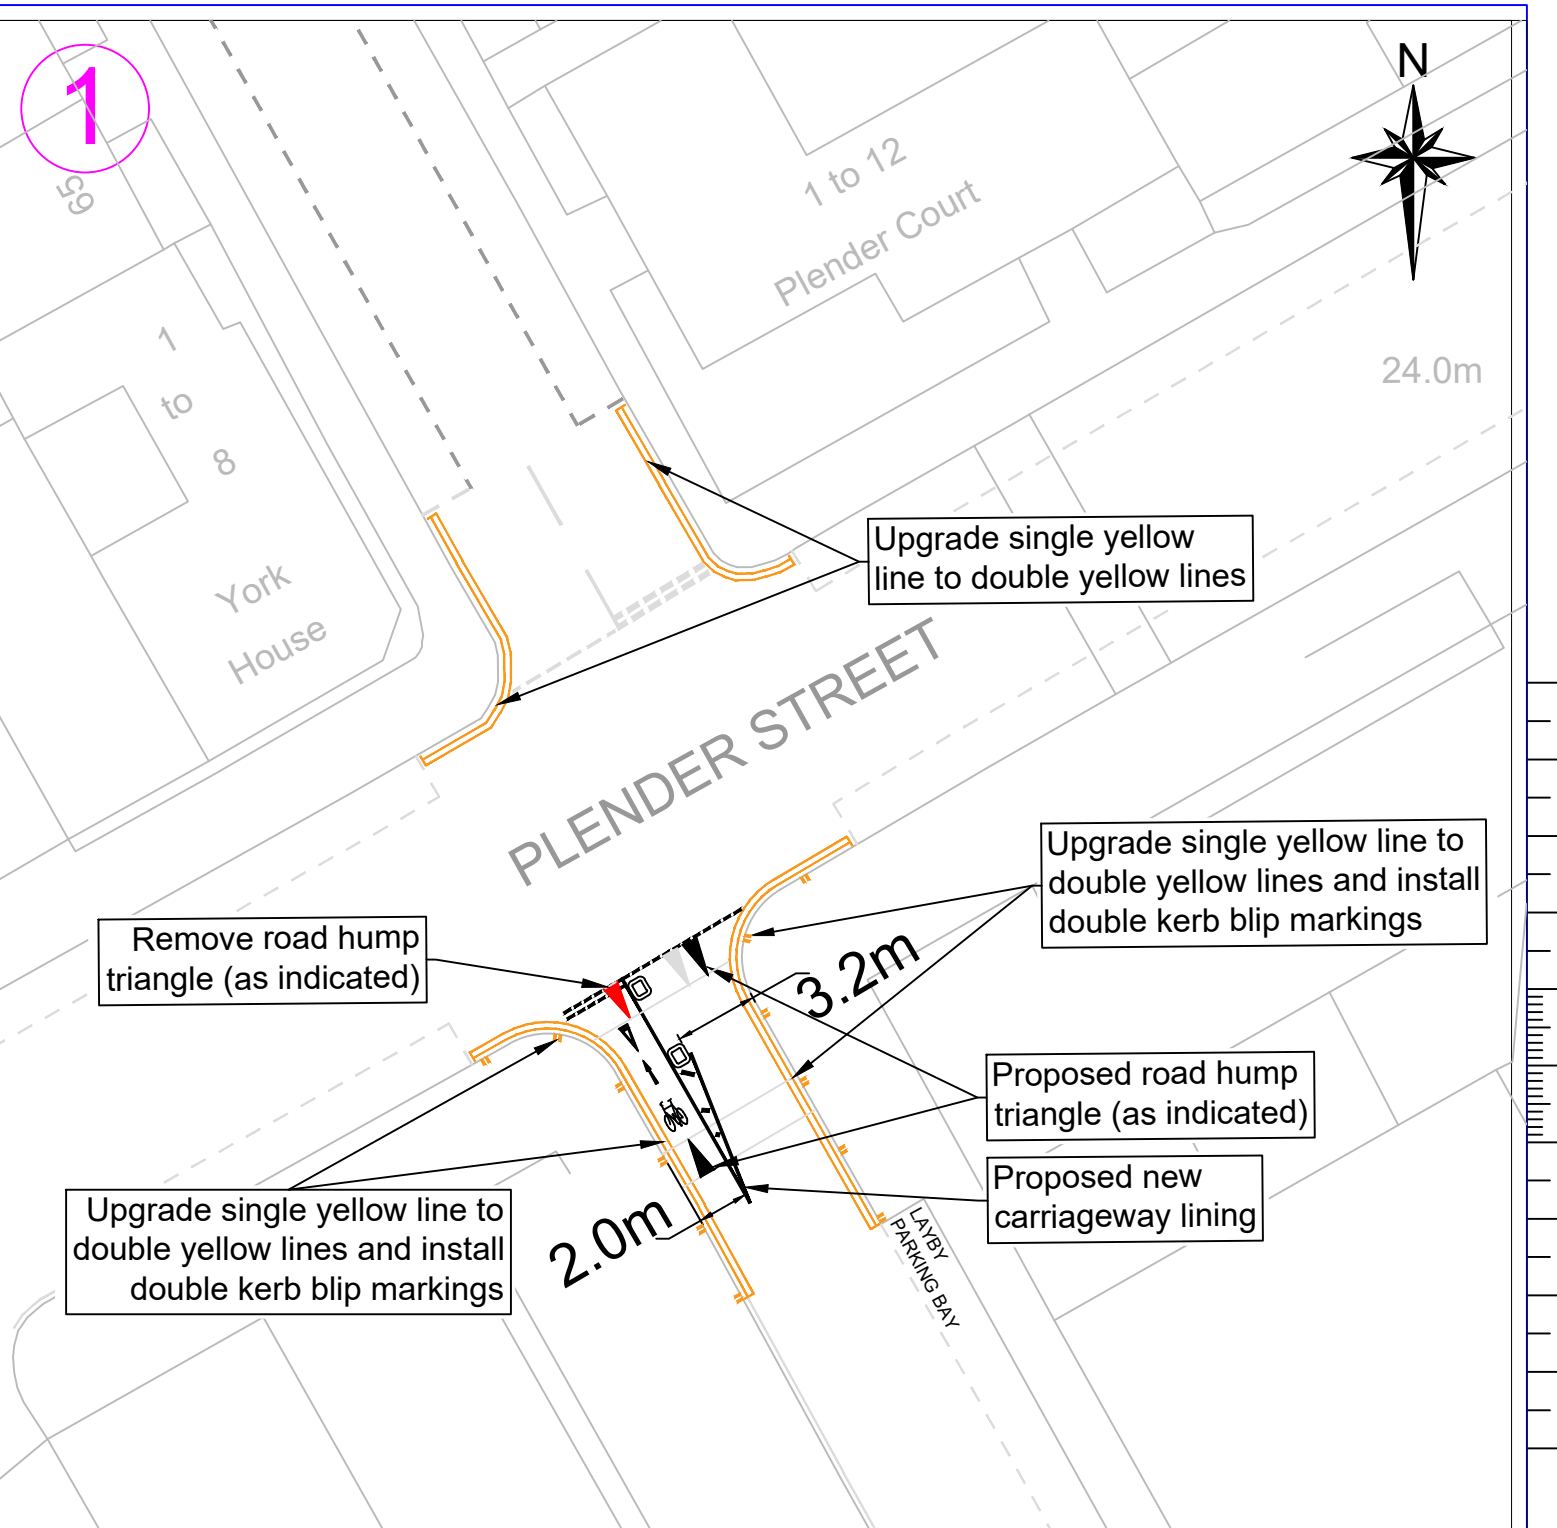 1
N
59
1 to 12
Plender Court
24.0m
1
to
8
York
House
Upgrade single yellow
line to double yellow lines
PLENDER STREET
Upgrade single yellow line to
double yellow lines and install
double kerb blip markings
Remove road hump
triangle (as indicated)
3.2m
Proposed road hump
triangle (as indicated)
Proposed new
carriageway lining
Upgrade single yellow line to
double yellow lines and install
double kerb blip markings
2.0m
LAYBY
PARKING BAY